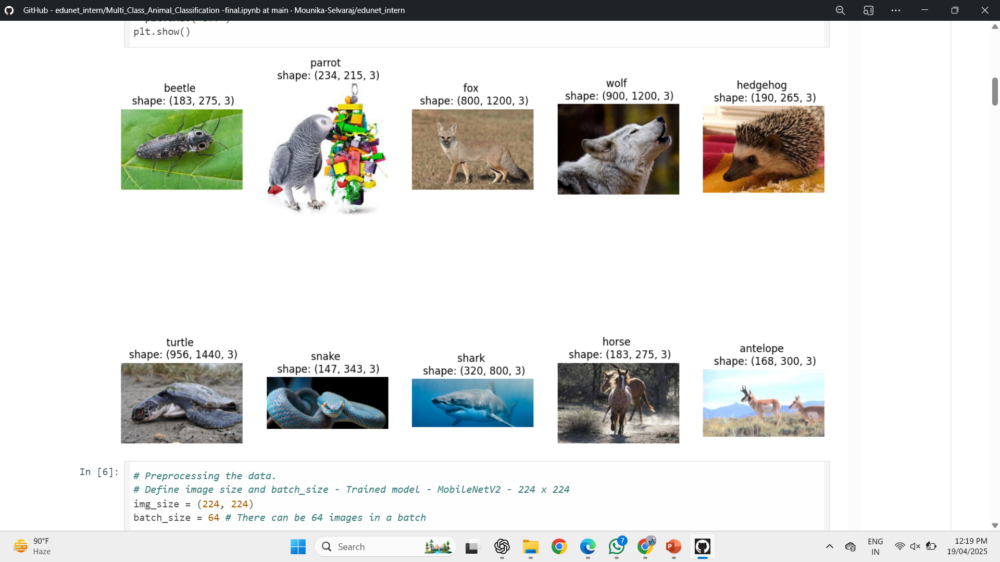 GitHub - edunet_intern/Multi_Class_Animal_Classification -final.ipynb at main · Mounika-Selvaraj/edunet_intern
plt.show()
parrot
shape: (234, 215, 3)
beetle
shape: (183, 275, 3)
fox
shape: (800, 1200, 3)
wolf
shape: (900, 1200, 3)
hedgehog
shape: (190, 265, 3)
turtle
shape: (956, 1440, 3)
snake
shape: (147, 343, 3)
shark
shape: (320, 800, 3)
horse
shape: (183, 275, 3)
antelope
shape: (168, 300, 3)
In [6]:
# Preprocessing the data.
# Define image size and batch_size - Trained model - MobileNetV2 - 224 x 224
img_size = (224, 224)
batch_size = 64 # There can be 64 images in a batch
90°F
Haze
Search
7
P
ENG
IN
12:19 PM
19/04/2025